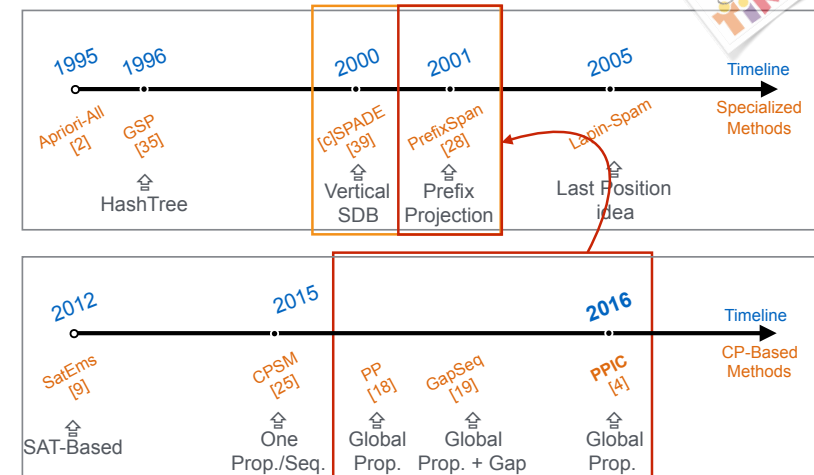 1995
1996
2000
2001
2005
Timeline
Apriori-All
[2]
GSP
[35]
[c]SPADE
[39]
PrefixSpan
[28]
Lapin-Spam
Specialized
Methods
HashTree
Vertical
SDB
Prefix
Projection
Last Position
idea
2012
2015
2016
Timeline
SatEms
[9]
CPSM
[25]
PP
[18]
GapSeq
[19]
PPIC
[4]
CP-Based
Methods
SAT-Based
One
Prop./Seq.
Global
Prop.
Global
Prop. + Gap
Global
Prop.